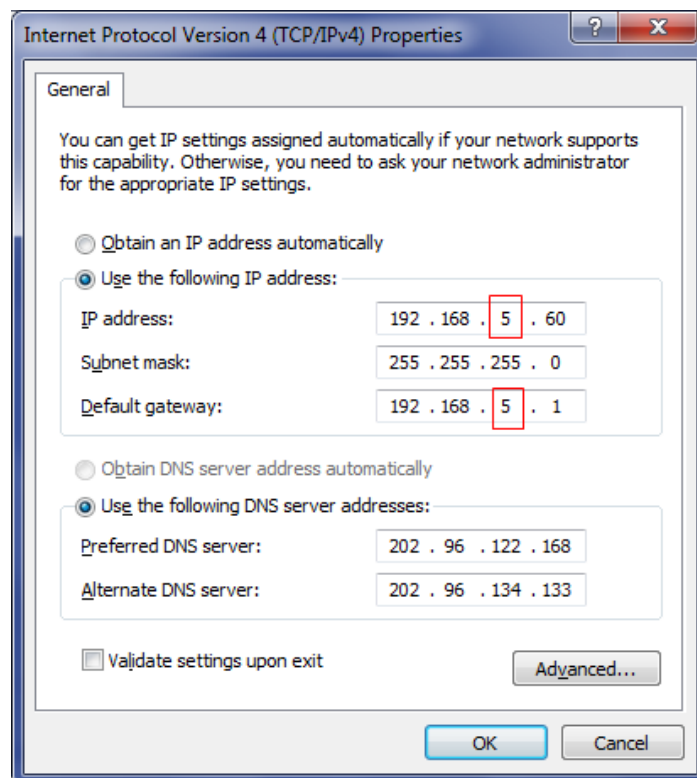 Internet Protocol Version 4 (TCP/IPv4) Properties
?
x
General
You can get IP settings assigned automatically if your network supports
this capability. Otherwise, you need to ask your network administrator
for the appropriate IP settings.
Obtain an IP address automatically
Use the following IP address:
IP address: 192 . 168 . 5 . 60
Subnet mask: 255 . 255 . 255 . 0
Default gateway: 192 . 168 . 5 . 1
Obtain DNS server address automatically
Use the following DNS server addresses:
Preferred DNS server: 202 . 96 . 122 . 168
Alternate DNS server: 202 . 96 . 134 . 133
Validate settings upon exit
Advanced...
OK Cancel